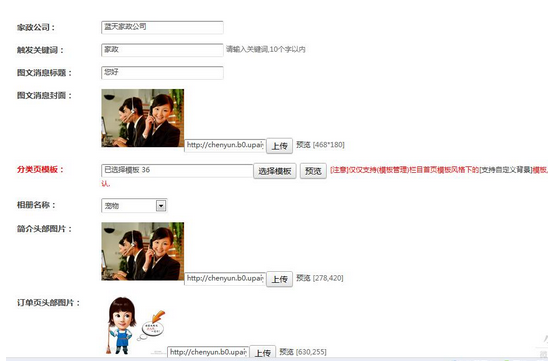 家政公司： 蓝天家政公司
触发关键词： 家政 请输入关键词,10个字以内
图文消息标题： 您好
图文消息封面：
http://chenyun.b0.upai 上传 预览 [468*180]
分类页模板： 已选择模板 36 选择模板 预览 [注意]仅仅支持(模板管理)栏目首页模板风格下的[支持自定义背景]模板,
认。
相册名称： 宠物
简介头部图片：
http://chenyun.b0.upai 上传 预览 [278,420]
订单页头部图片：
http://chenyun.b0.upai 上传 预览 [630,255]